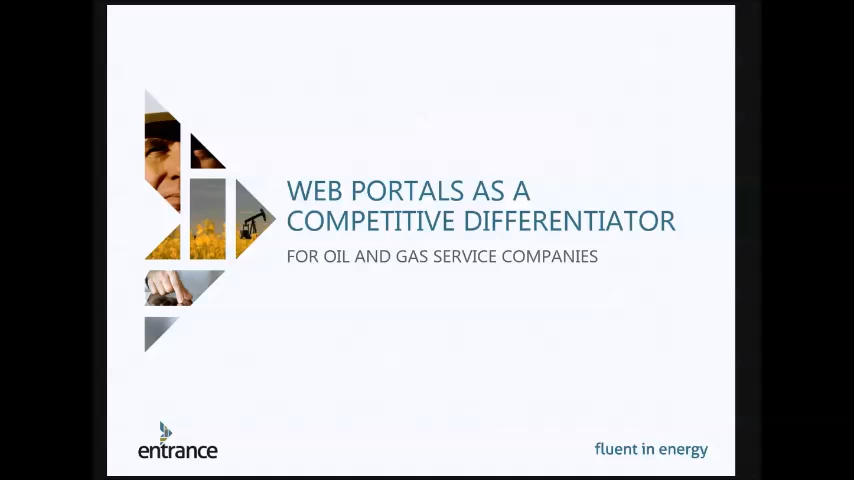 WEB PORTALS AS A
COMPETITIVE DIFFERENTIATOR
FOR OIL AND GAS SERVICE COMPANIES
entrance
fluent in energy